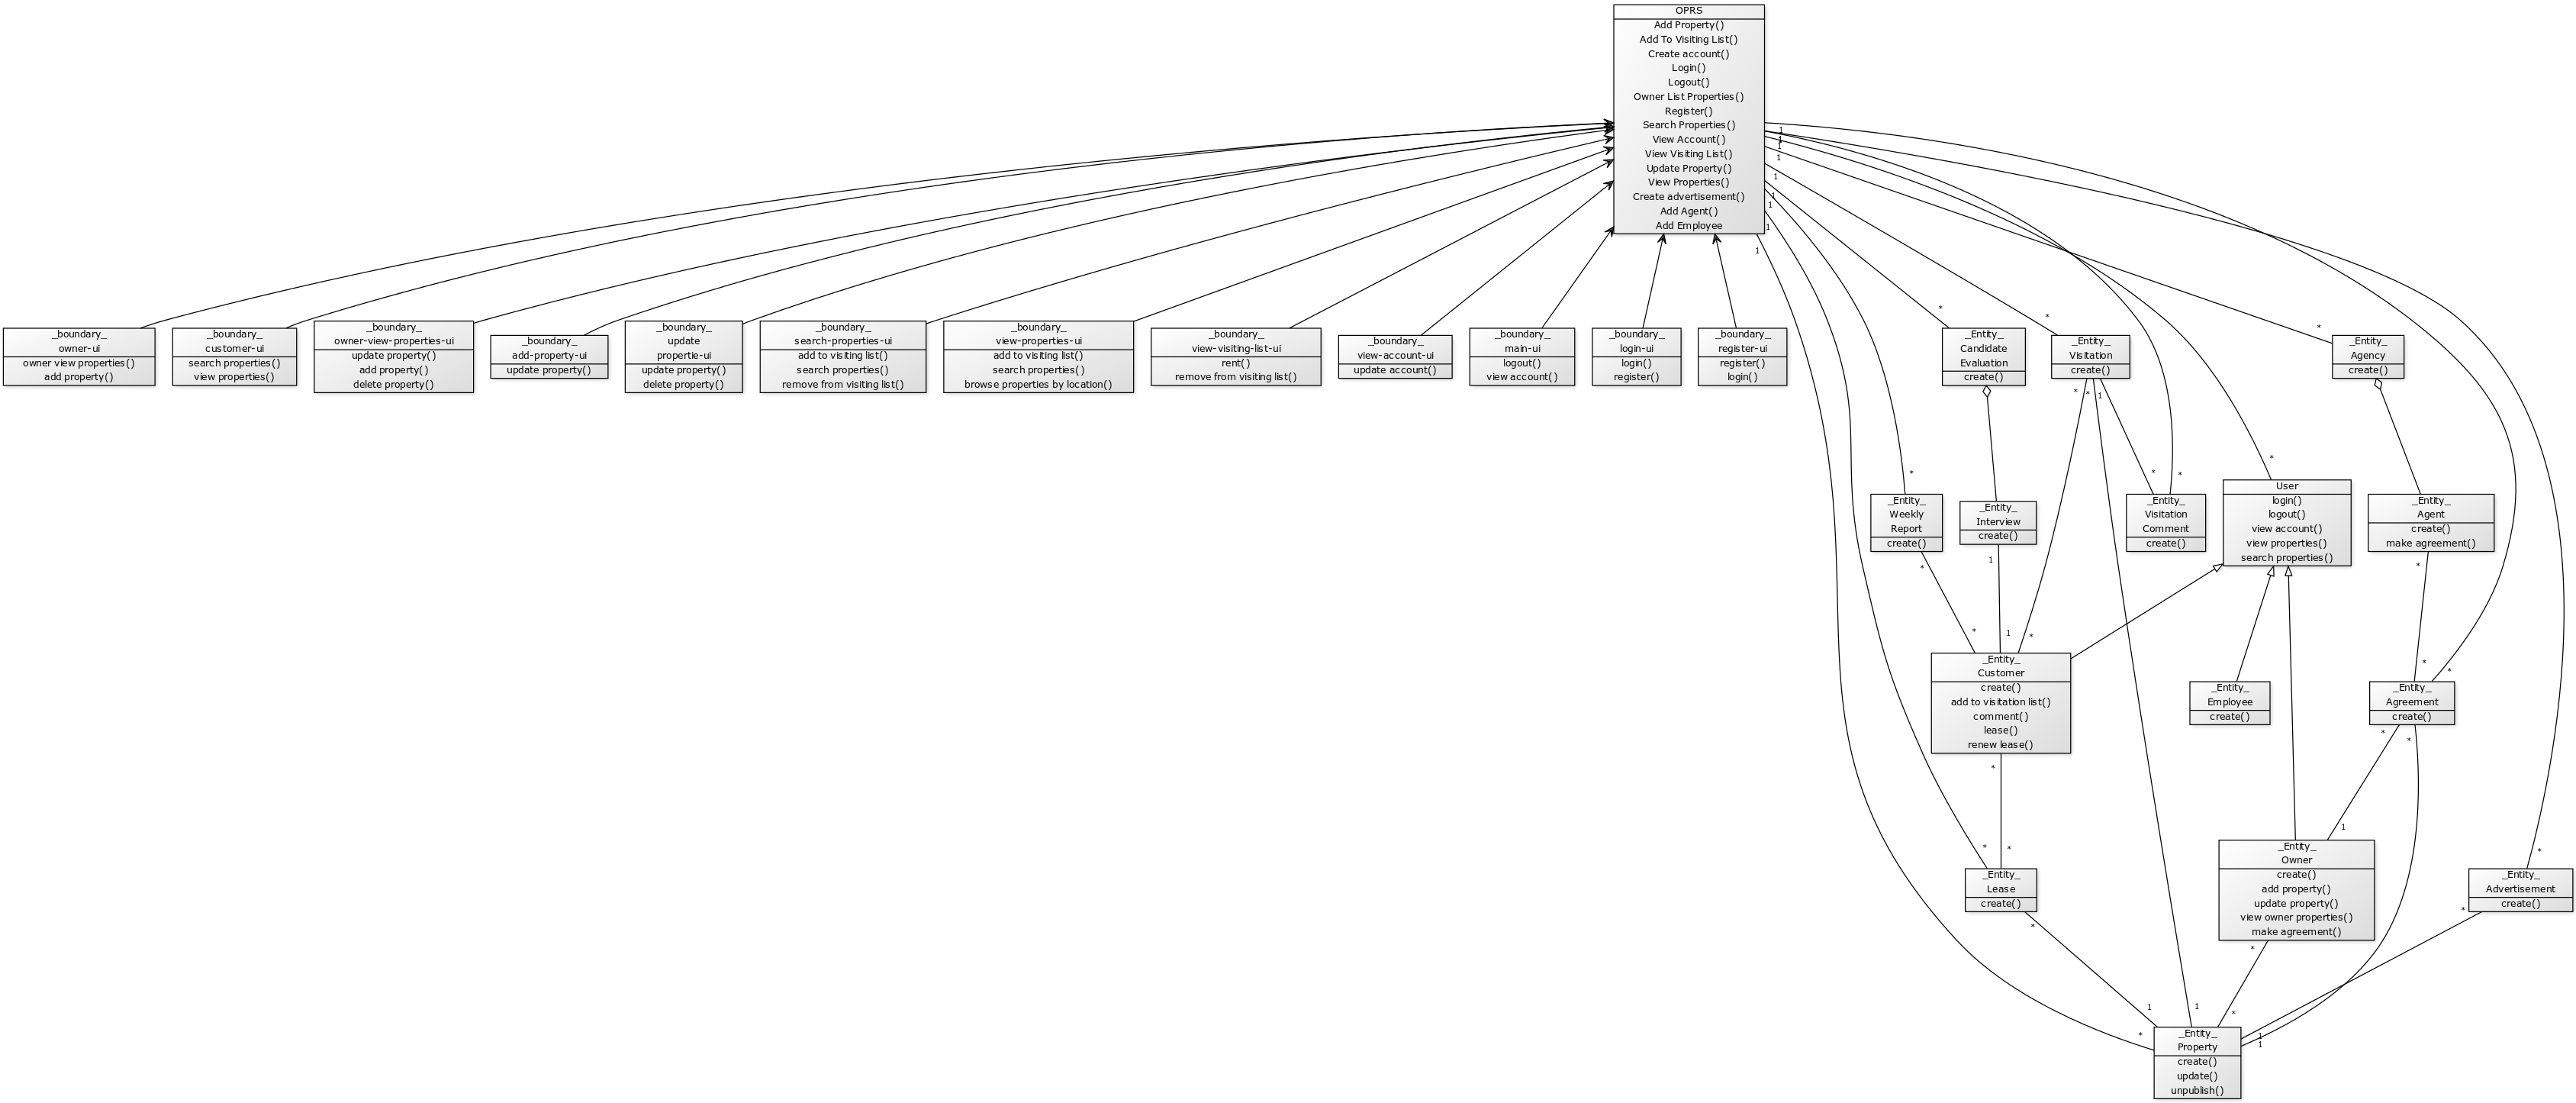 OPRS
Add Property()
Add To Visiting List()
Create account()
Login()
Logout()
Owner List Properties()
Register()
Search Properties()
View Account()
View Visiting List()
Update Property()
View Properties()
Create advertisement()
Add Agent()
Add Employee
1
1
1
1
1
1
1
1
1
1
_boundary_
owner-ui
owner view properties()
add property()
_boundary_
customer-ui
search properties()
view properties()
_boundary_
owner-view-properties-ui
update property()
add property()
delete property()
_boundary_
add-property-ui
update property()
_boundary_
update
propertie-ui
update property()
delete property()
_boundary_
search-properties-ui
add to visiting list()
search properties()
remove from visiting list()
_boundary_
view-properties-ui
add to visiting list()
search properties()
browse properties by location()
_boundary_
view-visiting-list-ui
rent()
remove from visiting list()
_boundary_
view-account-ui
update account()
_boundary_
main-ui
logout()
view account()
_boundary_
login-ui
login()
register()
_boundary_
register-ui
register()
login()
*
_Entity_
Candidate
Evaluation
create()
*
_Entity_
Visitation
create()
* * 1
*
_Entity_
Agency
create()
*
_Entity_
Weekly
Report
create()
*
_Entity_
Interview
create()
1
* *
_Entity_
Visitation
Comment
create()
*
User
login()
logout()
view account()
view properties()
search properties()
_Entity_
Agent
create()
make agreement()
*
* 1 *
_Entity_
Customer
create()
add to visitation list()
comment()
lease()
renew lease()
*
_Entity_
Employee
create()
* *
_Entity_
Agreement
create()
* *
* *
_Entity_
Lease
create()
*
1
_Entity_
Owner
create()
add property()
update property()
view owner properties()
make agreement()
*
*
_Entity_
Advertisement
create()
*
* 1 1 * 1 1
_Entity_
Property
create()
update()
unpublish()